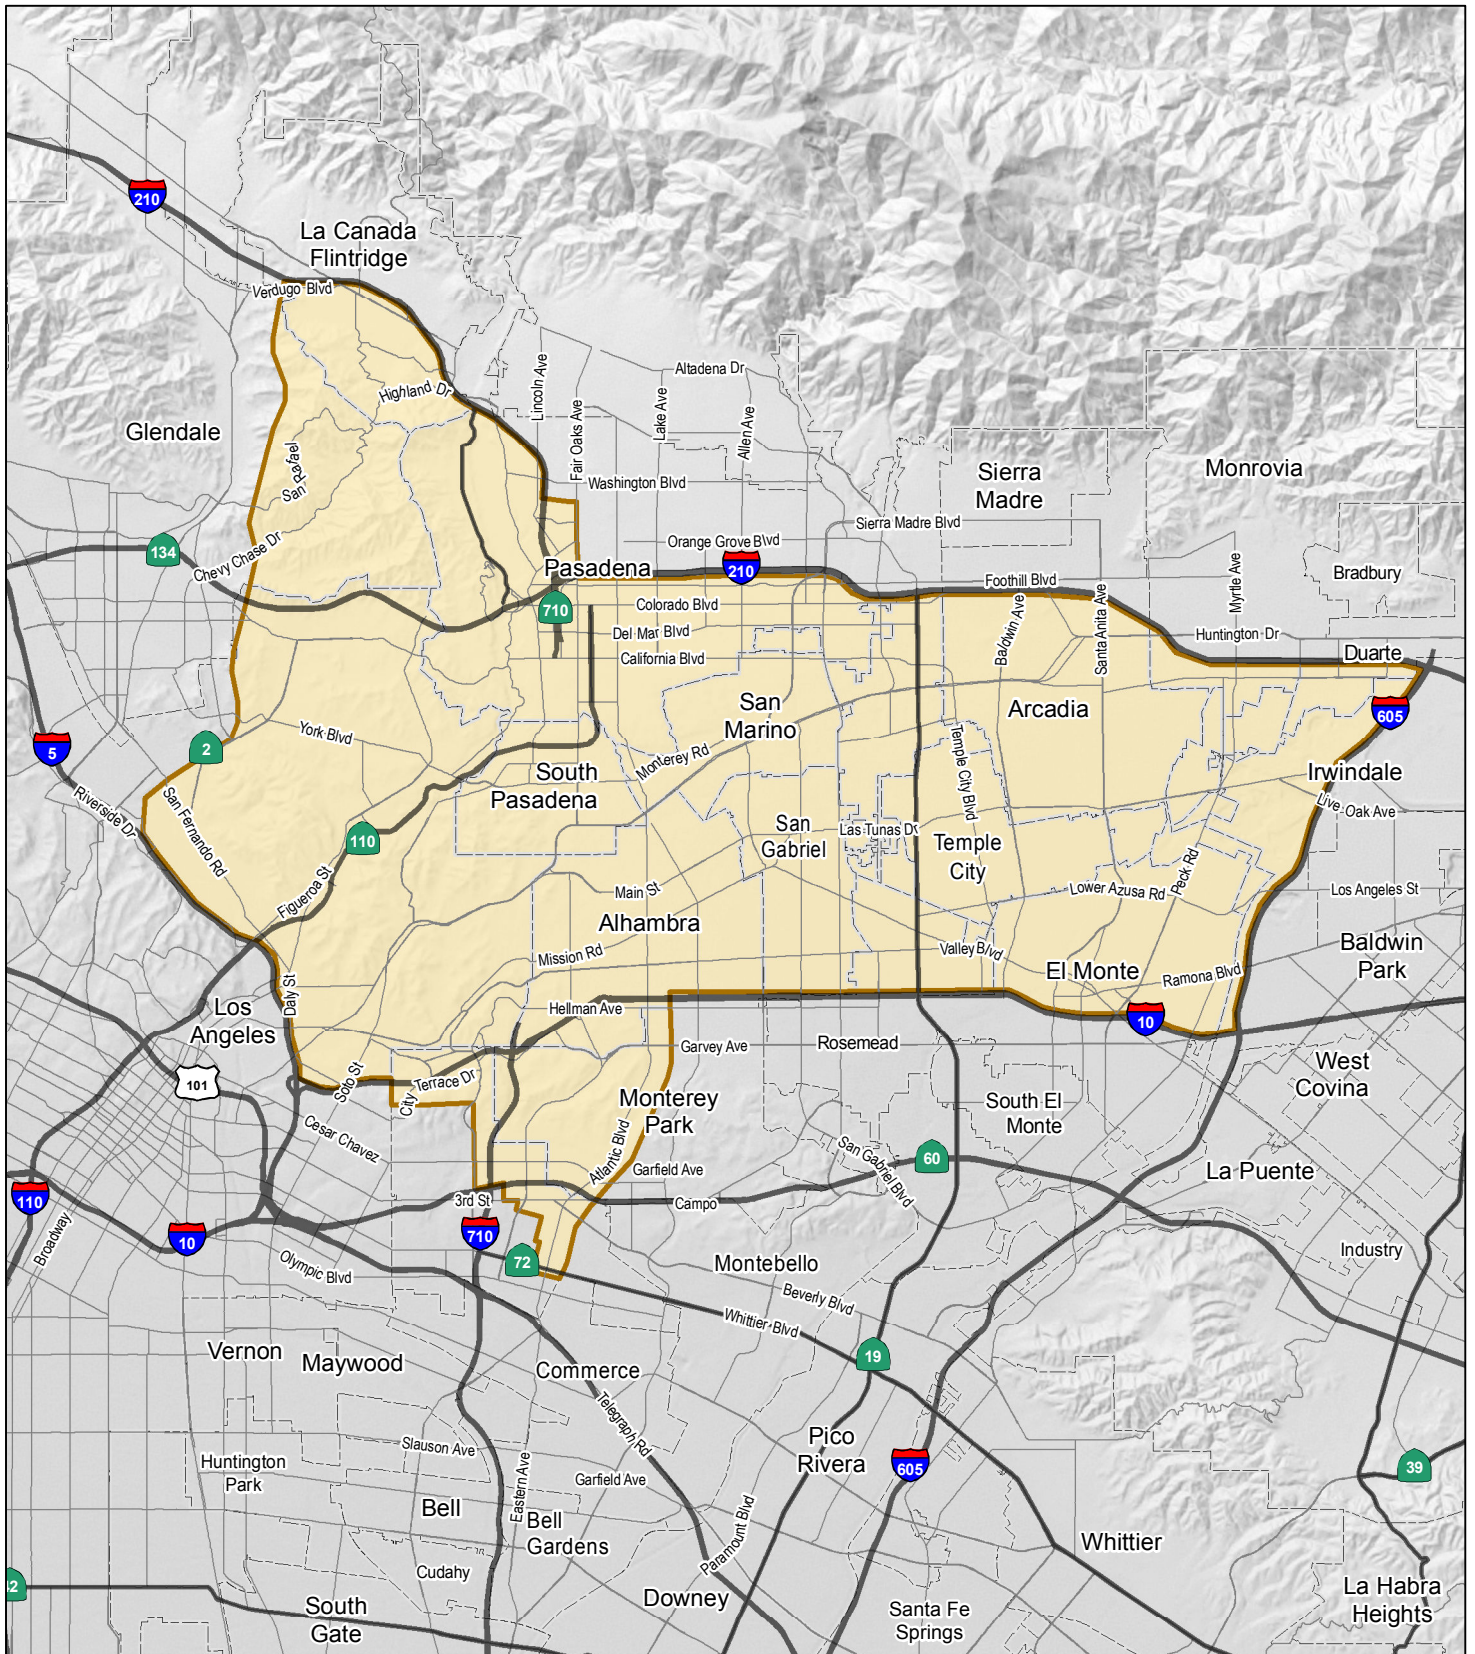 210
La Canada
Flintridge
Verdugo Blvd
Highland Dr
Lincoln Ave
Fair Oaks Ave
Lake Ave
Allen Ave
Altadena Dr
Glendale
San Rafael
Washington Blvd
Sierra
Madre
Monrovia
Sierra Madre Blvd
Orange Grove Blvd
134
Chevy Chase Dr
Pasadena
210
Foothill Blvd
Myrtle Ave
Bradbury
710
Colorado Blvd
Del Mar Blvd
California Blvd
Baldwin Ave
Santa Anita Ave
Huntington Dr
Duarte
605
San
Marino
Arcadia
5
2
York Blvd
Monterey Rd
Temple City Blvd
South
Pasadena
Irwindale
Live Oak Ave
Riverside Dr
San Fernando Rd
110
San
Gabriel
Las Tunas Dr
Temple
City
Figueroa St
Main St
Lower Azusa Rd
Peck Rd
Los Angeles St
Alhambra
Mission Rd
Valley Blvd
Baldwin
Park
El Monte
Ramona Blvd
Daly St
Los
Angeles
Hellman Ave
10
Garvey Ave
Rosemead
West
Covina
101
Soto St
City Terrace Dr
Monterey
Park
South El
Monte
Cesar Chavez
Atlantic Blvd
Garfield Ave
San Gabriel Blvd
60
La Puente
110
3rd St
Campo
Broadway
10
710
72
Olympic Blvd
Montebello
Industry
Beverly Blvd
Whittier Blvd
Vernon
Maywood
Commerce
19
Telegraph Rd
Pico
Rivera
605
39
Slauson Ave
Huntington
Park
Garfield Ave
Eastern Ave
Bell
Bell
Gardens
Paramount Blvd
Whittier
Cudahy
2
Downey
La Habra
Heights
South
Gate
Santa Fe
Springs